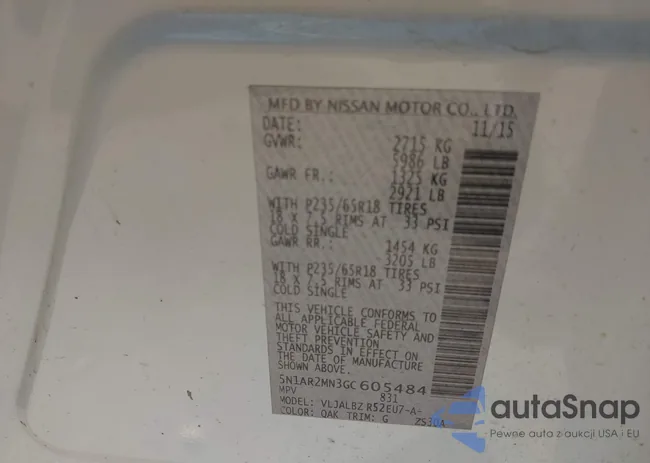 MFD BY NISSAN MOTOR CO., LTD.
DATE: 11/15
GVWR: 2715 KG
5986 LB
GAWR FR.: 1325 KG
2921 LB
WITH P235/65R18 TIRES
18 X 7.5 RIMS AT 33 PSI
COLD SINGLE
GAWR RR.: 1454 KG
3205 LB
WITH P235/65R18 TIRES
18 X 7.5 RIMS AT 33 PSI
COLD SINGLE
THIS VEHICLE CONFORMS TO
ALL APPLICABLE FEDERAL
MOTOR VEHICLE SAFETY AND
THEFT PREVENTION
STANDARDS IN EFFECT ON
THE DATE OF MANUFACTURE
SHOWN ABOVE.
5N1AR2MN3GC605484
MPV 831
MODEL: VLJALBZ R52EU7-A-
COLOR: QAK TRIM: G
autoSnap
Pewne auta z aukcji USA i EU